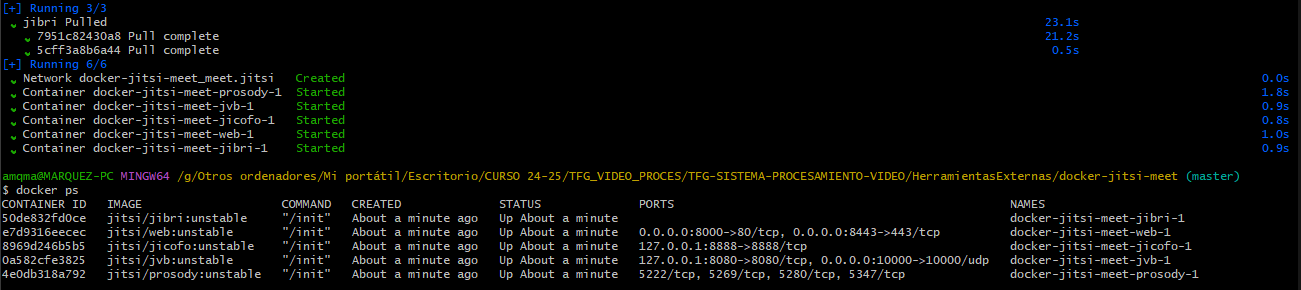 [+] Running 3/3
✔ jibri Pulled 23.1s
✔ 7951c82430a8 Pull complete 21.2s
✔ 5cff3a8b6a44 Pull complete 0.5s
[+] Running 6/6
✔ Network docker-jitsi-meet_meet.jitsi Created 0.0s
✔ Container docker-jitsi-meet-prosody-1 Started 1.8s
✔ Container docker-jitsi-meet-jvb-1 Started 0.9s
✔ Container docker-jitsi-meet-jicofo-1 Started 0.8s
✔ Container docker-jitsi-meet-web-1 Started 1.0s
✔ Container docker-jitsi-meet-jibri-1 Started 0.9s
amqma@MARQUEZ-PC MINGW64 /g/Otros ordenadores/Mi portátil/Escritorio/CURSO 24-25/TFG_VIDEO_PROCES/TFG-SISTEMA-PROCESAMIENTO-VIDEO/HerramientasExternas/docker-jitsi-meet (master)
$ docker ps
CONTAINER ID IMAGE COMMAND CREATED STATUS PORTS NAMES
50de832fd0ce jitsi/jibri:unstable "/init" About a minute ago Up About a minute docker-jitsi-meet-jibri-1
e7d9316eecec jitsi/web:unstable "/init" About a minute ago Up About a minute 0.0.0.0:8000->80/tcp, 0.0.0.0:8443->443/tcp docker-jitsi-meet-web-1
8969d246b5b5 jitsi/jicofo:unstable "/init" About a minute ago Up About a minute 127.0.0.1:8888->8888/tcp docker-jitsi-meet-jicofo-1
0a582cfe3825 jitsi/jvb:unstable "/init" About a minute ago Up About a minute 127.0.0.1:8080->8080/tcp, 0.0.0.0:10000->10000/udp docker-jitsi-meet-jvb-1
4e0db318a792 jitsi/prosody:unstable "/init" About a minute ago Up About a minute 5222/tcp, 5269/tcp, 5280/tcp, 5347/tcp docker-jitsi-meet-prosody-1